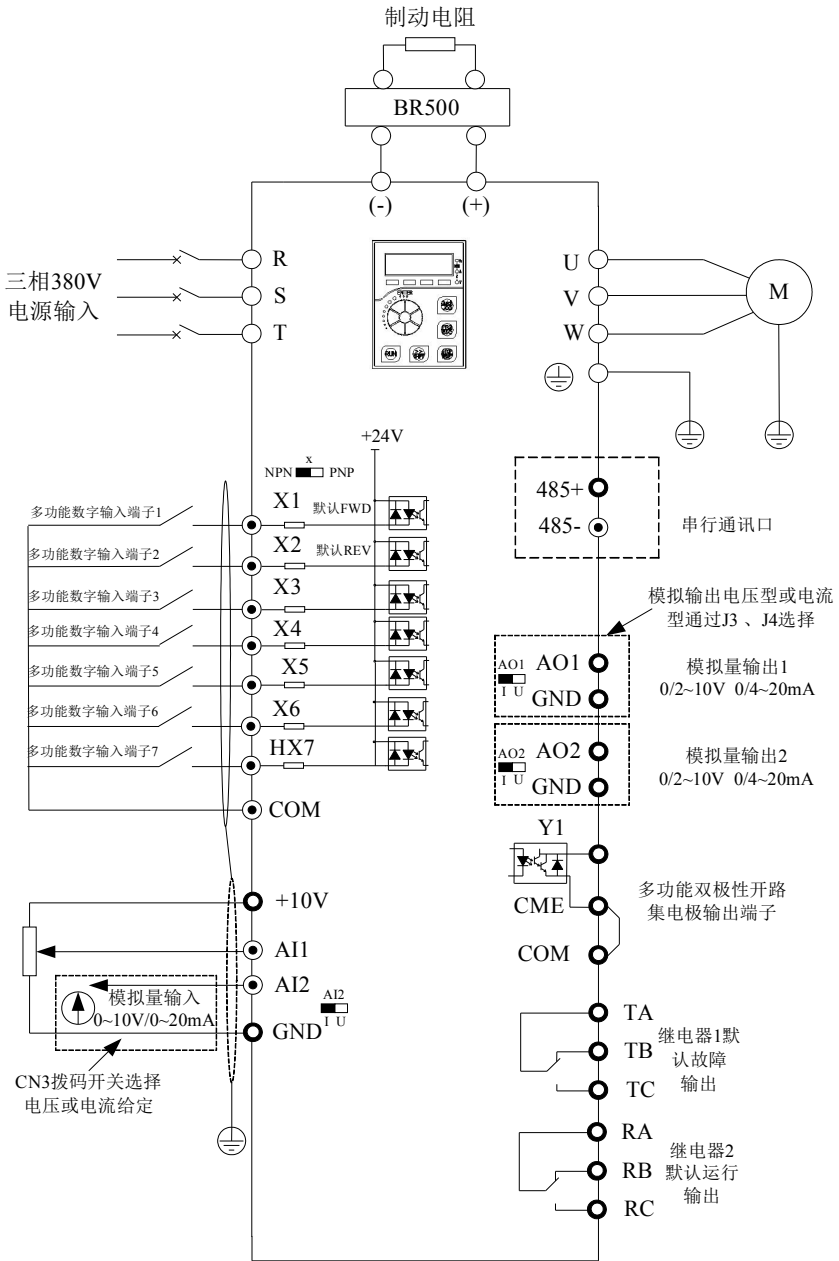 制动电阻
BR500
(-)
(+)
三相380V
电源输入
R
S
T
U
V
W
M
RUN
+24V
x
NPN
PNP
多功能数字输入端子1
X1
默认FWD
多功能数字输入端子2
X2
默认REV
多功能数字输入端子3
X3
多功能数字输入端子4
X4
多功能数字输入端子5
X5
多功能数字输入端子6
X6
多功能数字输入端子7
HX7
COM
485+
485-
串行通讯口
模拟输出电压型或电流
型通过J3 、J4选择
AO1
I U
AO1
GND
模拟量输出1
0/2~10V 0/4~20mA
AO2
I U
AO2
GND
模拟量输出2
0/2~10V 0/4~20mA
Y1
CME
COM
多功能双极性开路
集电极输出端子
+10V
AI1
AI2
AI2
I U
GND
模拟量输入
0~10V/0~20mA
CN3拨码开关选择
电压或电流给定
TA
TB
TC
继电器1默
认故障
输出
RA
RB
RC
继电器2
默认运行
输出